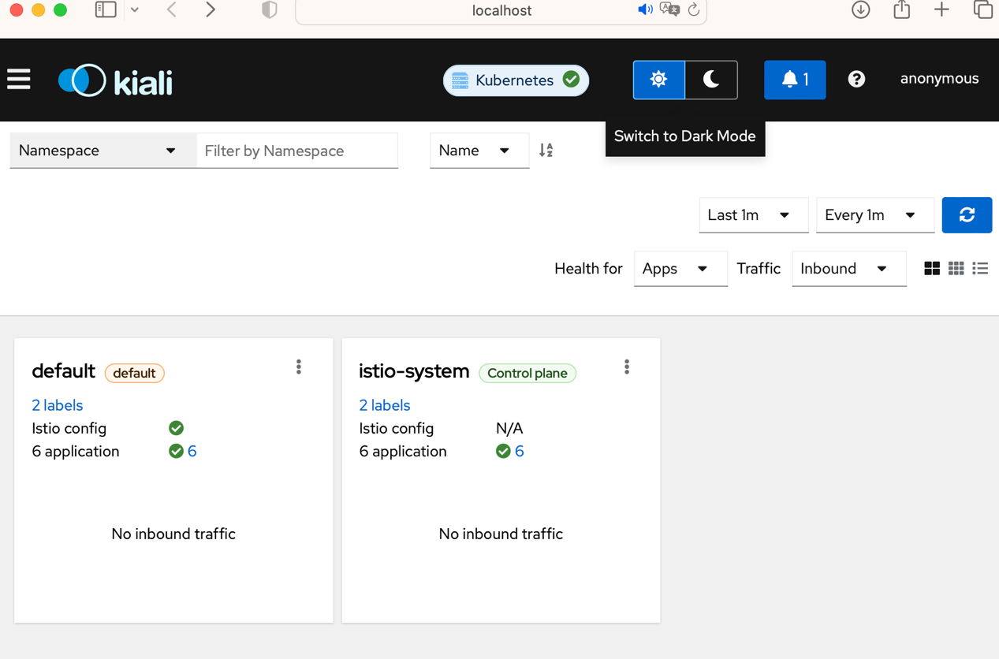 localhost
kiali
Kubernetes
1
anonymous
Switch to Dark Mode
Namespace
Filter by Namespace
Name
Last 1m
Every 1m
Health for
Apps
Traffic
Inbound
default default
2 labels
Istio config
6 application 6
No inbound traffic
istio-system Control plane
2 labels
Istio config N/A
6 application 6
No inbound traffic